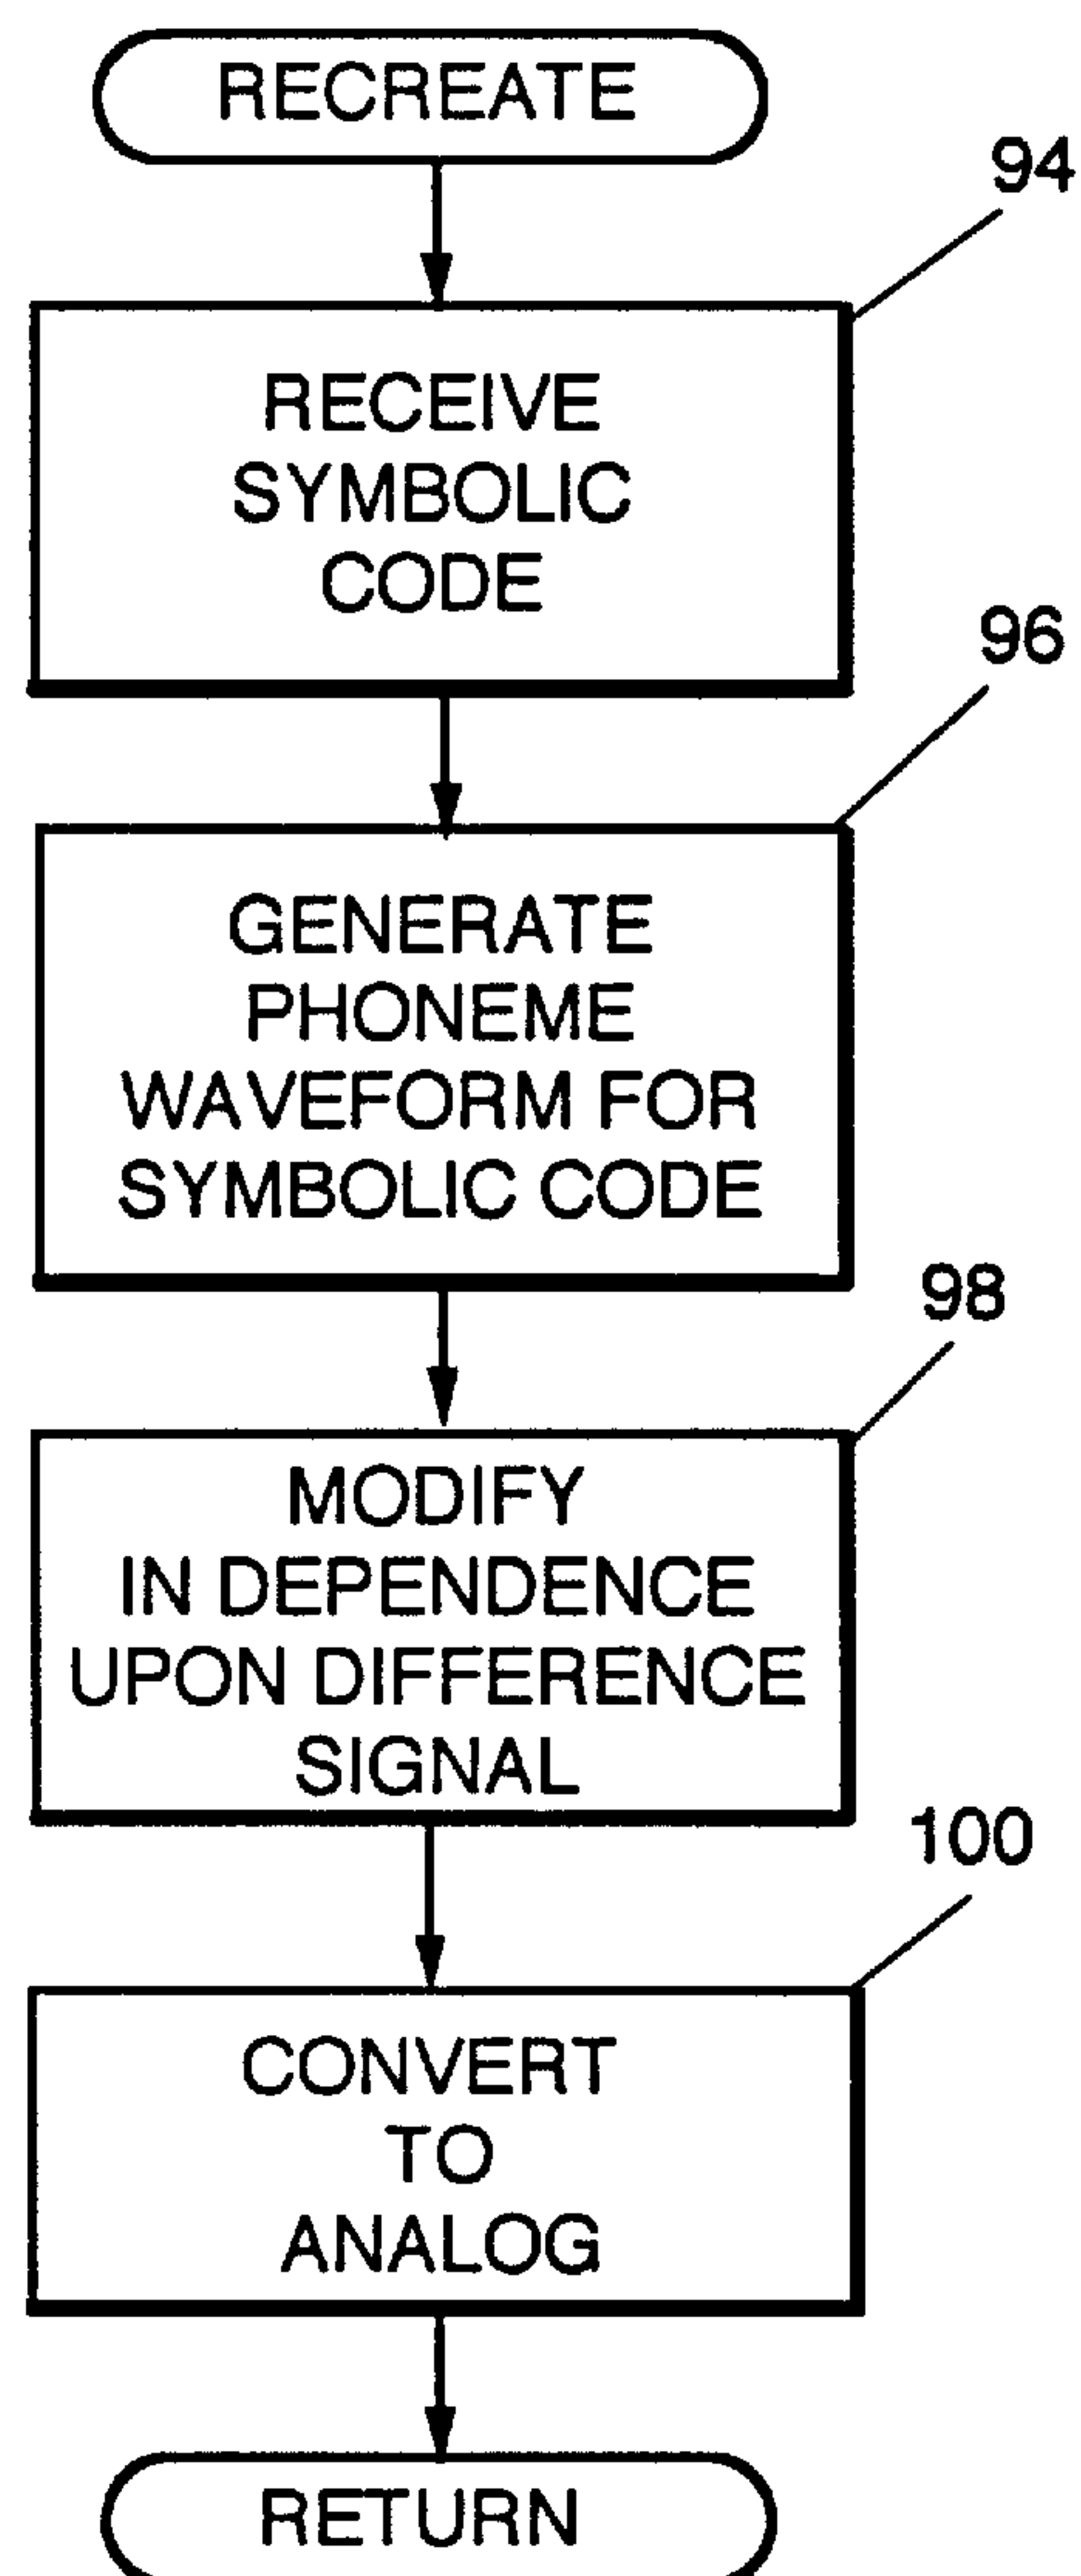 RECREATE
94
RECEIVE
SYMBOLIC
CODE
96
GENERATE
PHONEME
WAVEFORM FOR
SYMBOLIC CODE
98
MODIFY
IN DEPENDENCE
UPON DIFFERENCE
SIGNAL
100
CONVERT
TO
ANALOG
RETURN